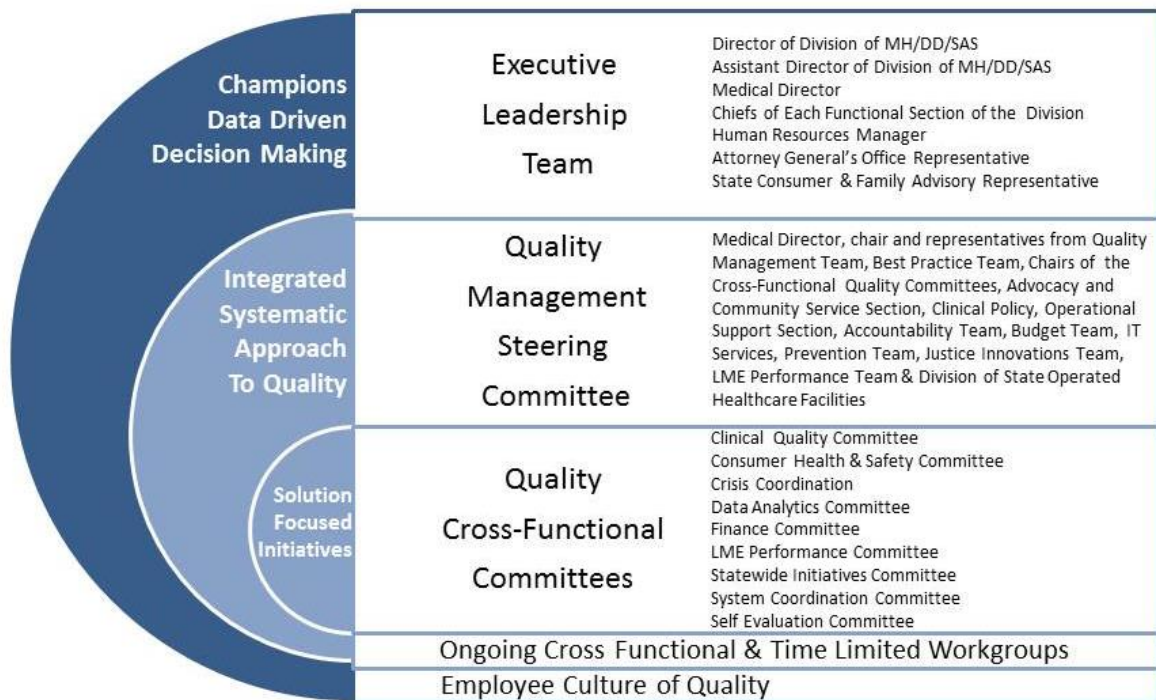 Champions
Data Driven
Decision Making
Executive
Leadership
Team
Director of Division of MH/DD/SAS
Assistant Director of Division of MH/DD/SAS
Medical Director
Chiefs of Each Functional Section of the Division
Human Resources Manager
Attorney General's Office Representative
State Consumer & Family Advisory Representative
Integrated
Systematic
Approach
To Quality
Quality
Management
Steering
Committee
Medical Director, chair and representatives from Quality
Management Team, Best Practice Team, Chairs of the
Cross-Functional Quality Committees, Advocacy and
Community Service Section, Clinical Policy, Operational
Support Section, Accountability Team, Budget Team, IT
Services, Prevention Team, Justice Innovations Team,
LME Performance Team & Division of State Operated
Healthcare Facilities
Solution
Focused
Initiatives
Quality
Cross-Functional
Committees
Clinical Quality Committee
Consumer Health & Safety Committee
Crisis Coordination
Data Analytics Committee
Finance Committee
LME Performance Committee
Statewide Initiatives Committee
System Coordination Committee
Self Evaluation Committee
Ongoing Cross Functional & Time Limited Workgroups
Employee Culture of Quality